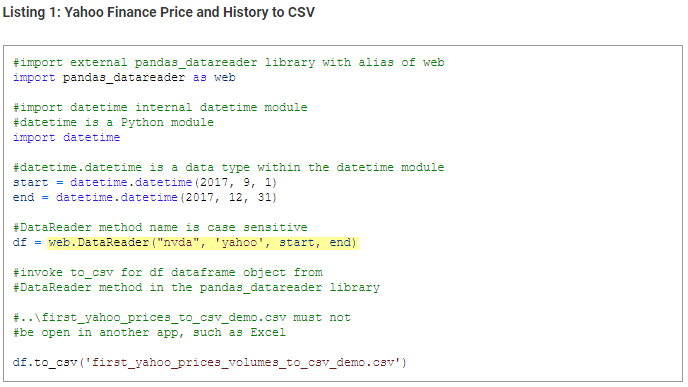 Listing 1: Yahoo Finance Price and History to CSV
#import external pandas_datareader library with alias of web
import pandas_datareader as web
#import datetime internal datetime module
#datetime is a Python module
import datetime
#datetime.datetime is a data type within the datetime module
start = datetime.datetime(2017, 9, 1)
end = datetime.datetime(2017, 12, 31)
#DataReader method name is case sensitive
df = web.DataReader("nvda", 'yahoo', start, end)
#invoke to_csv for df dataframe object from
#DataReader method in the pandas_datareader library
#..\first_yahoo_prices_to_csv_demo.csv must not
#be open in another app, such as Excel
df.to_csv('first_yahoo_prices_volumes_to_csv_demo.csv')